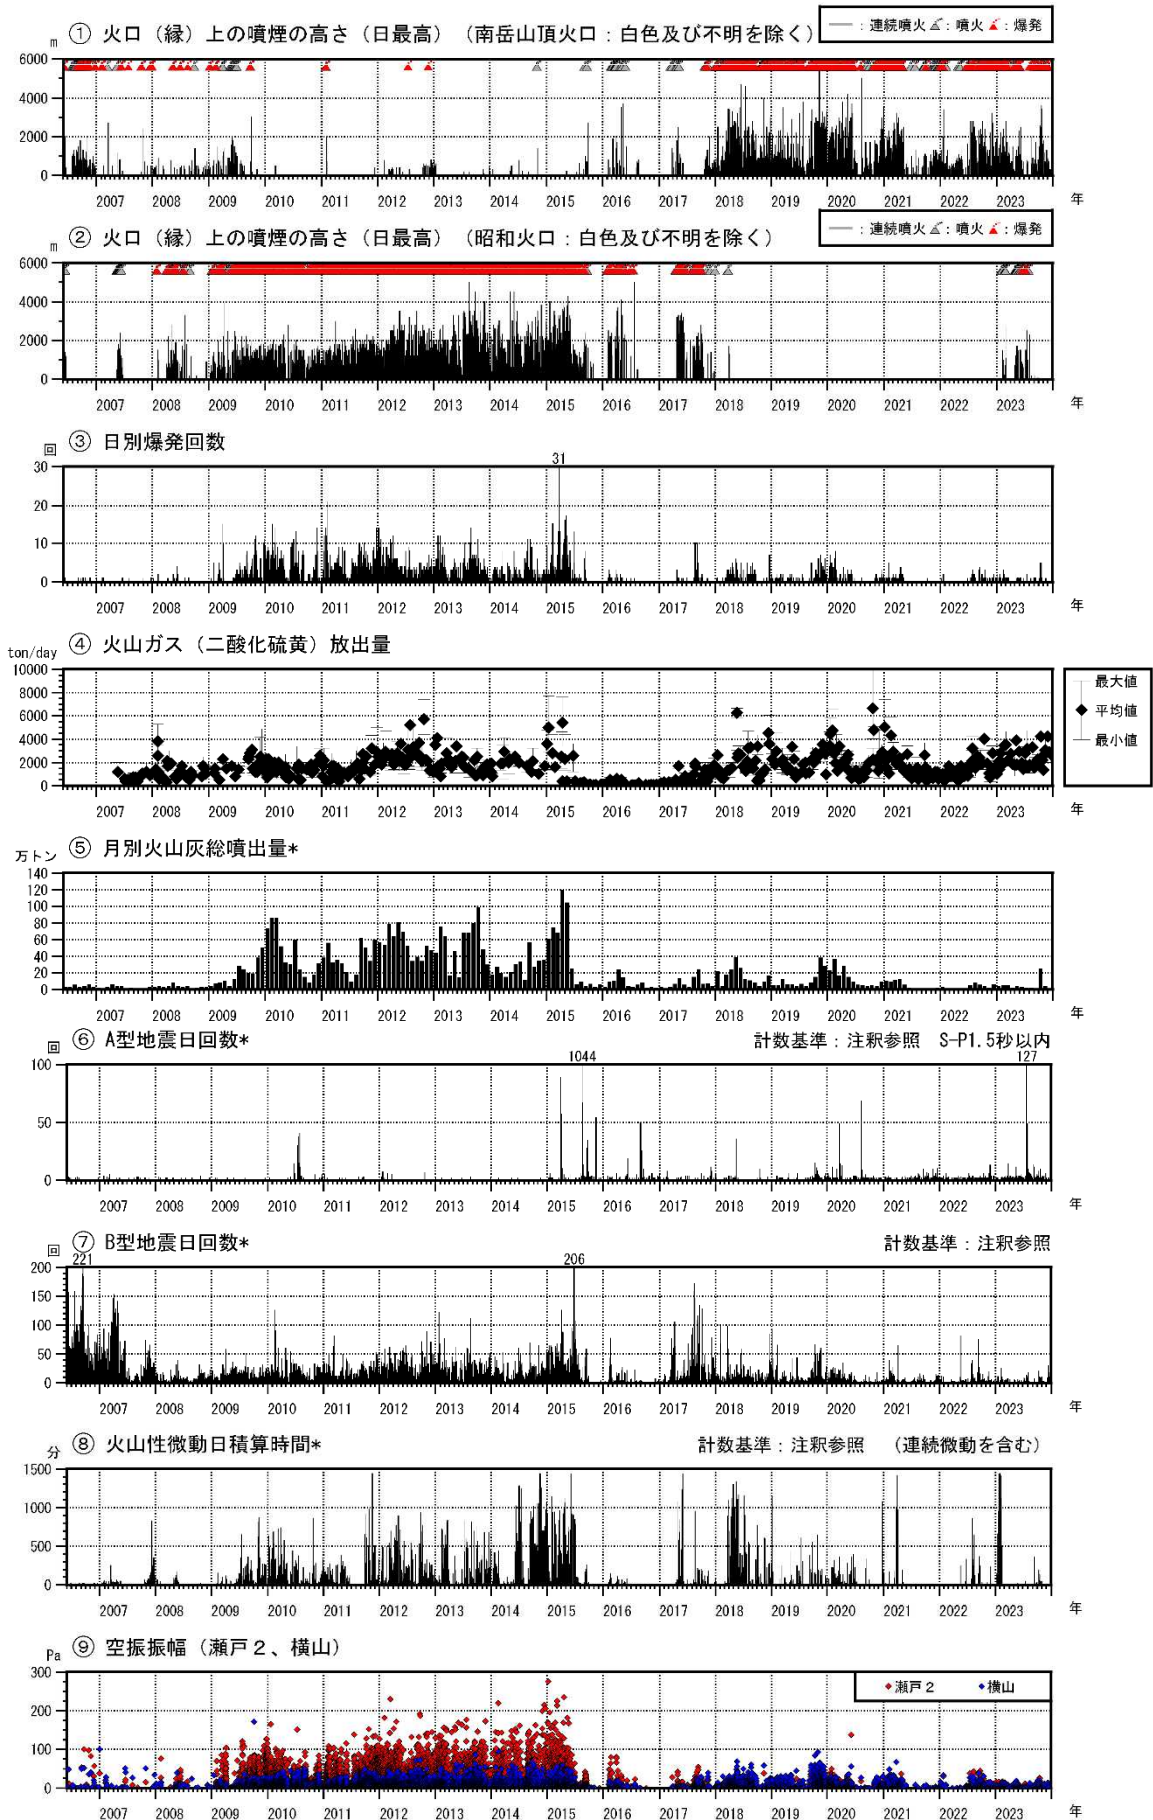 ① 火口（縁）上の噴煙の高さ（日最高）（南岳山頂火口：白色及び不明を除く）
：連続噴火 ：噴火 ：爆発
m
6000
4000
2000
0
2007 2008 2009 2010 2011 2012 2013 2014 2015 2016 2017 2018 2019 2020 2021 2022 2023 年
② 火口（縁）上の噴煙の高さ（日最高）（昭和火口：白色及び不明を除く）
：連続噴火 ：噴火 ：爆発
m
6000
4000
2000
0
2007 2008 2009 2010 2011 2012 2013 2014 2015 2016 2017 2018 2019 2020 2021 2022 2023 年
③ 日別爆発回数
回
31
30
20
10
0
2007 2008 2009 2010 2011 2012 2013 2014 2015 2016 2017 2018 2019 2020 2021 2022 2023 年
④ 火山ガス（二酸化硫黄）放出量
ton/day
10000
8000
6000
4000
2000
0
最大値
平均値
最小値
2007 2008 2009 2010 2011 2012 2013 2014 2015 2016 2017 2018 2019 2020 2021 2022 2023 年
⑤ 月別火山灰総噴出量*
万トン
140
120
100
80
60
40
20
0
2007 2008 2009 2010 2011 2012 2013 2014 2015 2016 2017 2018 2019 2020 2021 2022 2023 年
⑥ A型地震日回数* 計数基準：注釈参照 S-P1.5秒以内
回
1044 127
100
50
0
2007 2008 2009 2010 2011 2012 2013 2014 2015 2016 2017 2018 2019 2020 2021 2022 2023 年
⑦ B型地震日回数* 計数基準：注釈参照
回
221 206
200
150
100
50
0
2007 2008 2009 2010 2011 2012 2013 2014 2015 2016 2017 2018 2019 2020 2021 2022 2023 年
⑧ 火山性微動日積算時間* 計数基準：注釈参照 （連続微動を含む）
分
1500
1000
500
0
2007 2008 2009 2010 2011 2012 2013 2014 2015 2016 2017 2018 2019 2020 2021 2022 2023 年
⑨ 空振振幅（瀬戸２、横山）
Pa
300
200
100
0
瀬戸２ 横山
2007 2008 2009 2010 2011 2012 2013 2014 2015 2016 2017 2018 2019 2020 2021 2022 2023 年